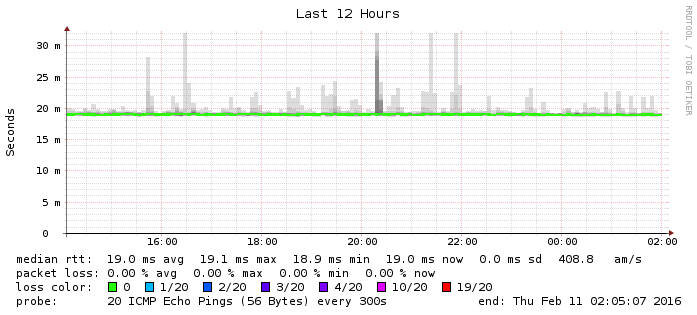 Last 12 Hours
RRDTOOL / TOBI OETIKER
Seconds
30 m
25 m
20 m
15 m
10 m
5 m
0
16:00 18:00 20:00 22:00 00:00 02:00
median rtt: 19.0 ms avg 19.1 ms max 18.9 ms min 19.0 ms now 0.0 ms sd 408.8 am/s
packet loss: 0.00 % avg 0.00 % max 0.00 % min 0.00 % now
loss color: 0 1/20 2/20 3/20 4/20 10/20 19/20
probe: 20 ICMP Echo Pings (56 Bytes) every 300s end: Thu Feb 11 02:05:07 2016